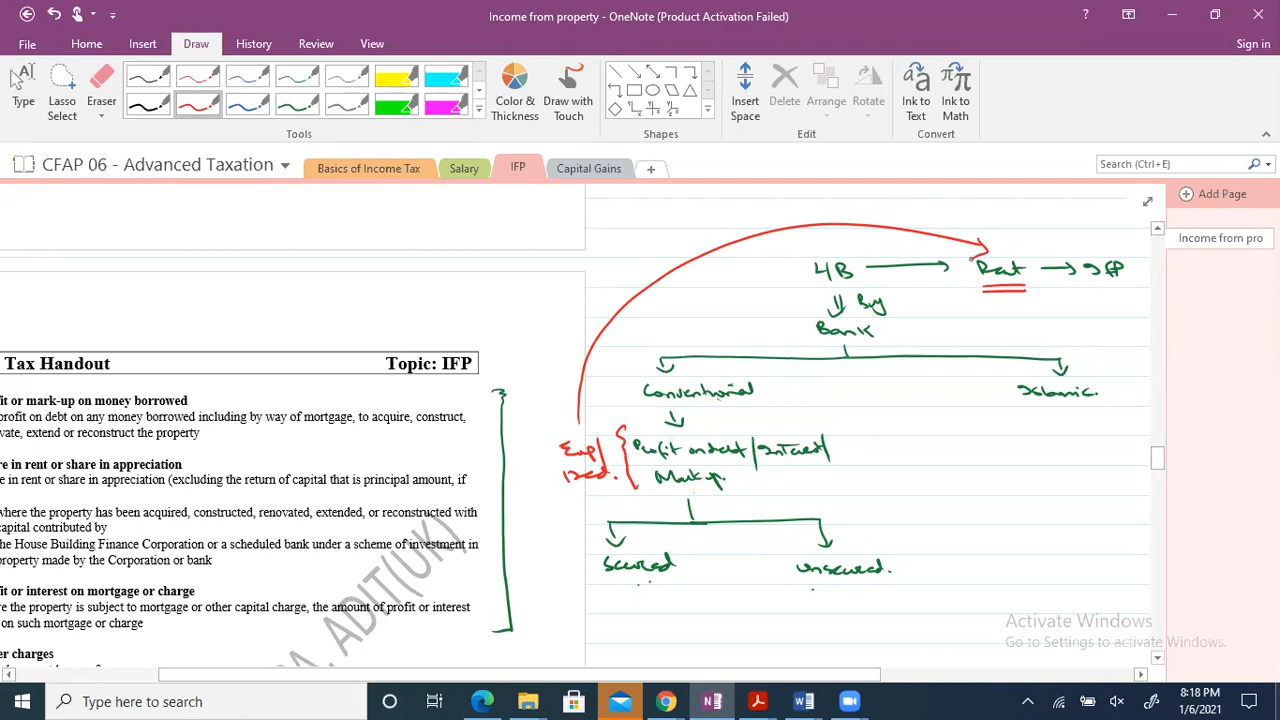 Income from property - OneNote (Product Activation Failed)
File Home Insert Draw History Review View
Sign in
Type
Lasso Select
Eraser
Color & Thickness
Draw with Touch
Insert Space
Delete
Arrange
Rotate
Ink to Text
Ink to Math
Tools
Shapes
Edit
Convert
CFAP 06 - Advanced Taxation
Basics of Income Tax
Salary
IFP
Capital Gains
Search (Ctrl+E)
Add Page
Income from pro
Tax Handout Topic: IFP
fit or mark-up on money borrowed
profit on debt on any money borrowed including by way of mortgage, to acquire, construct,
vate, extend or reconstruct the property
re in rent or share in appreciation
e in rent or share in appreciation (excluding the return of capital that is principal amount, if
where the property has been acquired, constructed, renovated, extended, or reconstructed with
capital contributed by
he House Building Finance Corporation or a scheduled bank under a scheme of investment in
property made by the Corporation or bank
fit or interest on mortgage or charge
re the property is subject to mortgage or other capital charge, the amount of profit or interest
on such mortgage or charge
er charges
A, ADIT(UK)
HB Rent IFP
Buy
Bank
Conventional Islamic.
Exp/
Ded.
Profit on debt/Interest/
Mark up.
Secured unsecured.
Activate Windows
Go to Settings to activate Windows.
Type here to search
8:18 PM
1/6/2021